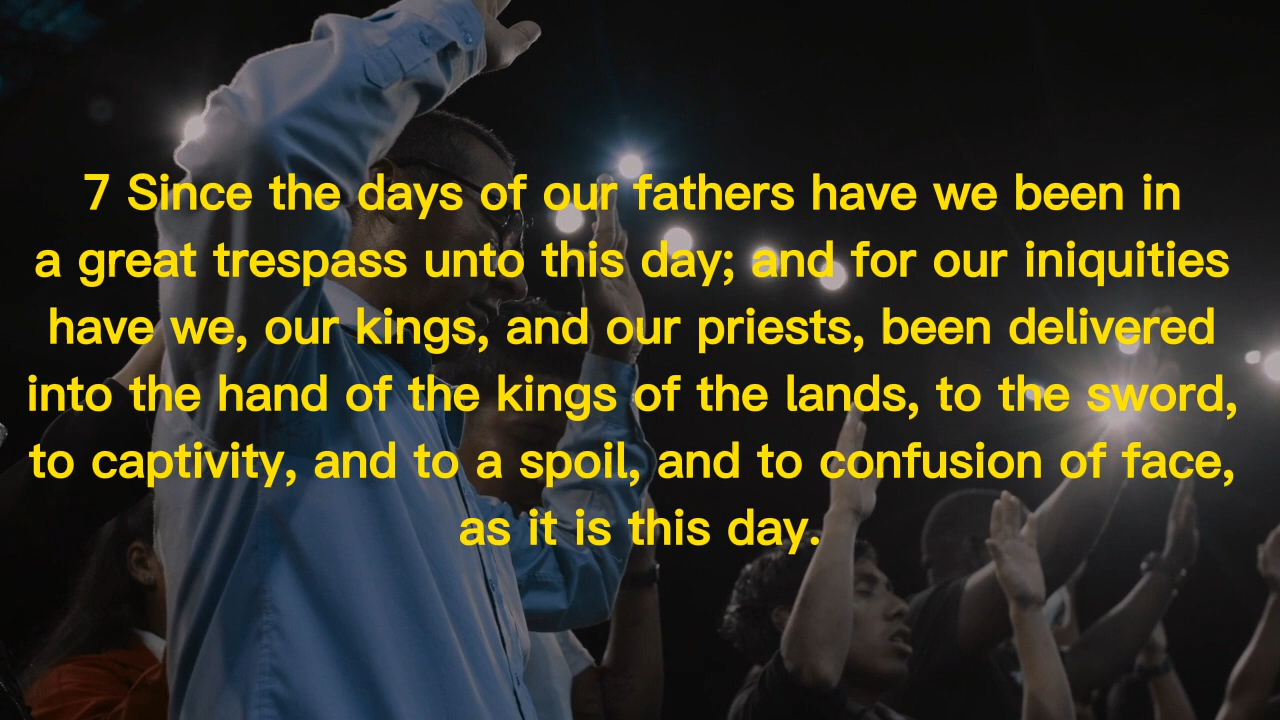 7 Since the days of our fathers have we been in
a great trespass unto this day; and for our iniquities
have we, our kings, and our priests, been delivered
into the hand of the kings of the lands, to the sword,
to captivity, and to a spoil, and to confusion of face,
as it is this day.